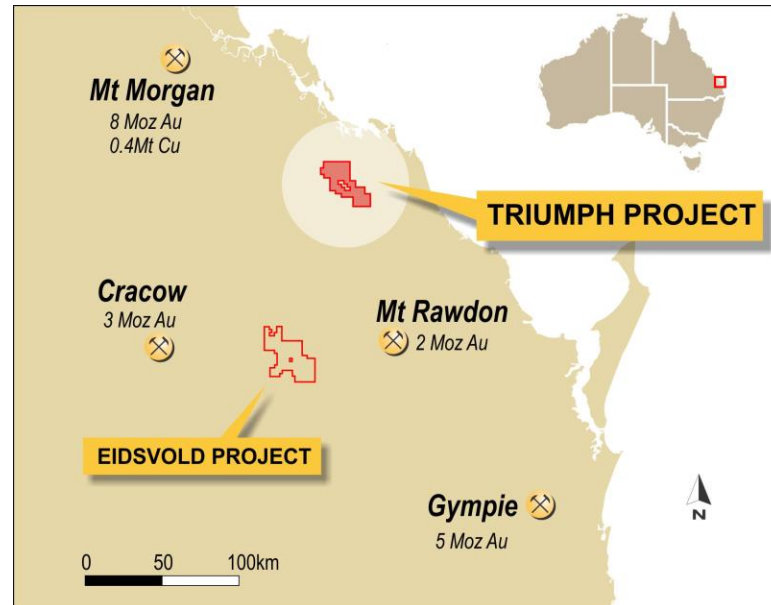 Mt Morgan
8 Moz Au
0.4Mt Cu
TRIUMPH PROJECT
Cracow
3 Moz Au
Mt Rawdon
2 Moz Au
EIDSVOLD PROJECT
Gympie
5 Moz Au
N
0 50 100km